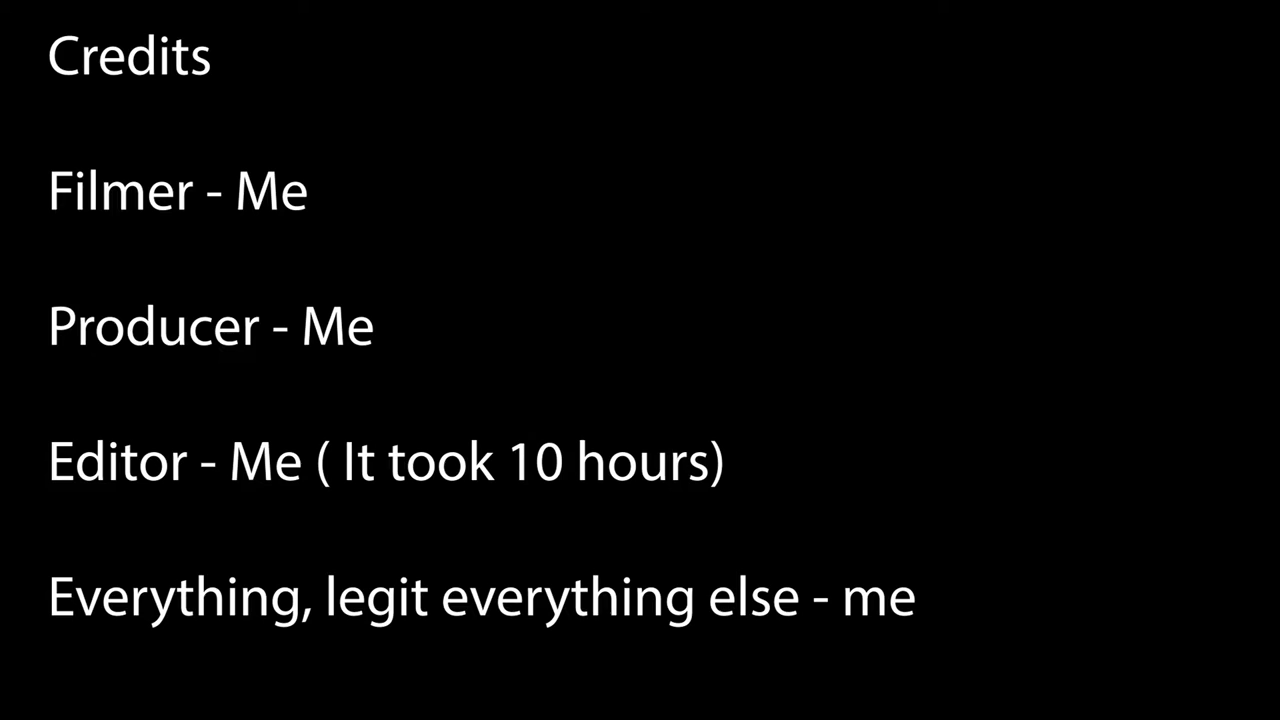 Credits
Filmer - Me
Producer - Me
Editor - Me ( It took 10 hours)
Everything, legit everything else - me